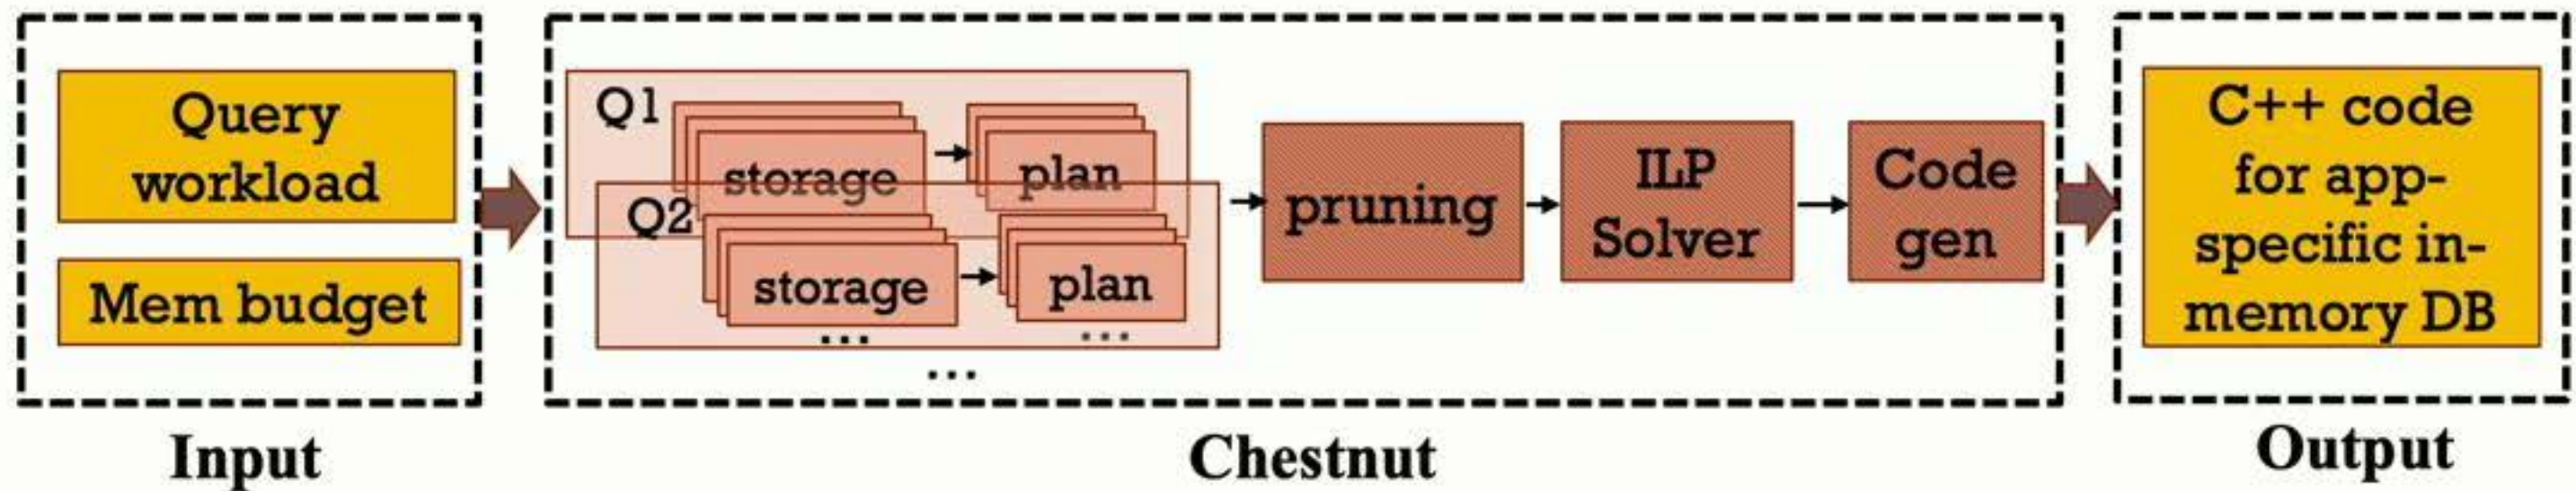 Query
workload
Mem budget
Input
Q1
storage
plan
Q2
storage
plan
...
...
...
pruning
ILP
Solver
Code
gen
Chestnut
C++ code
for app-
specific in-
memory DB
Output